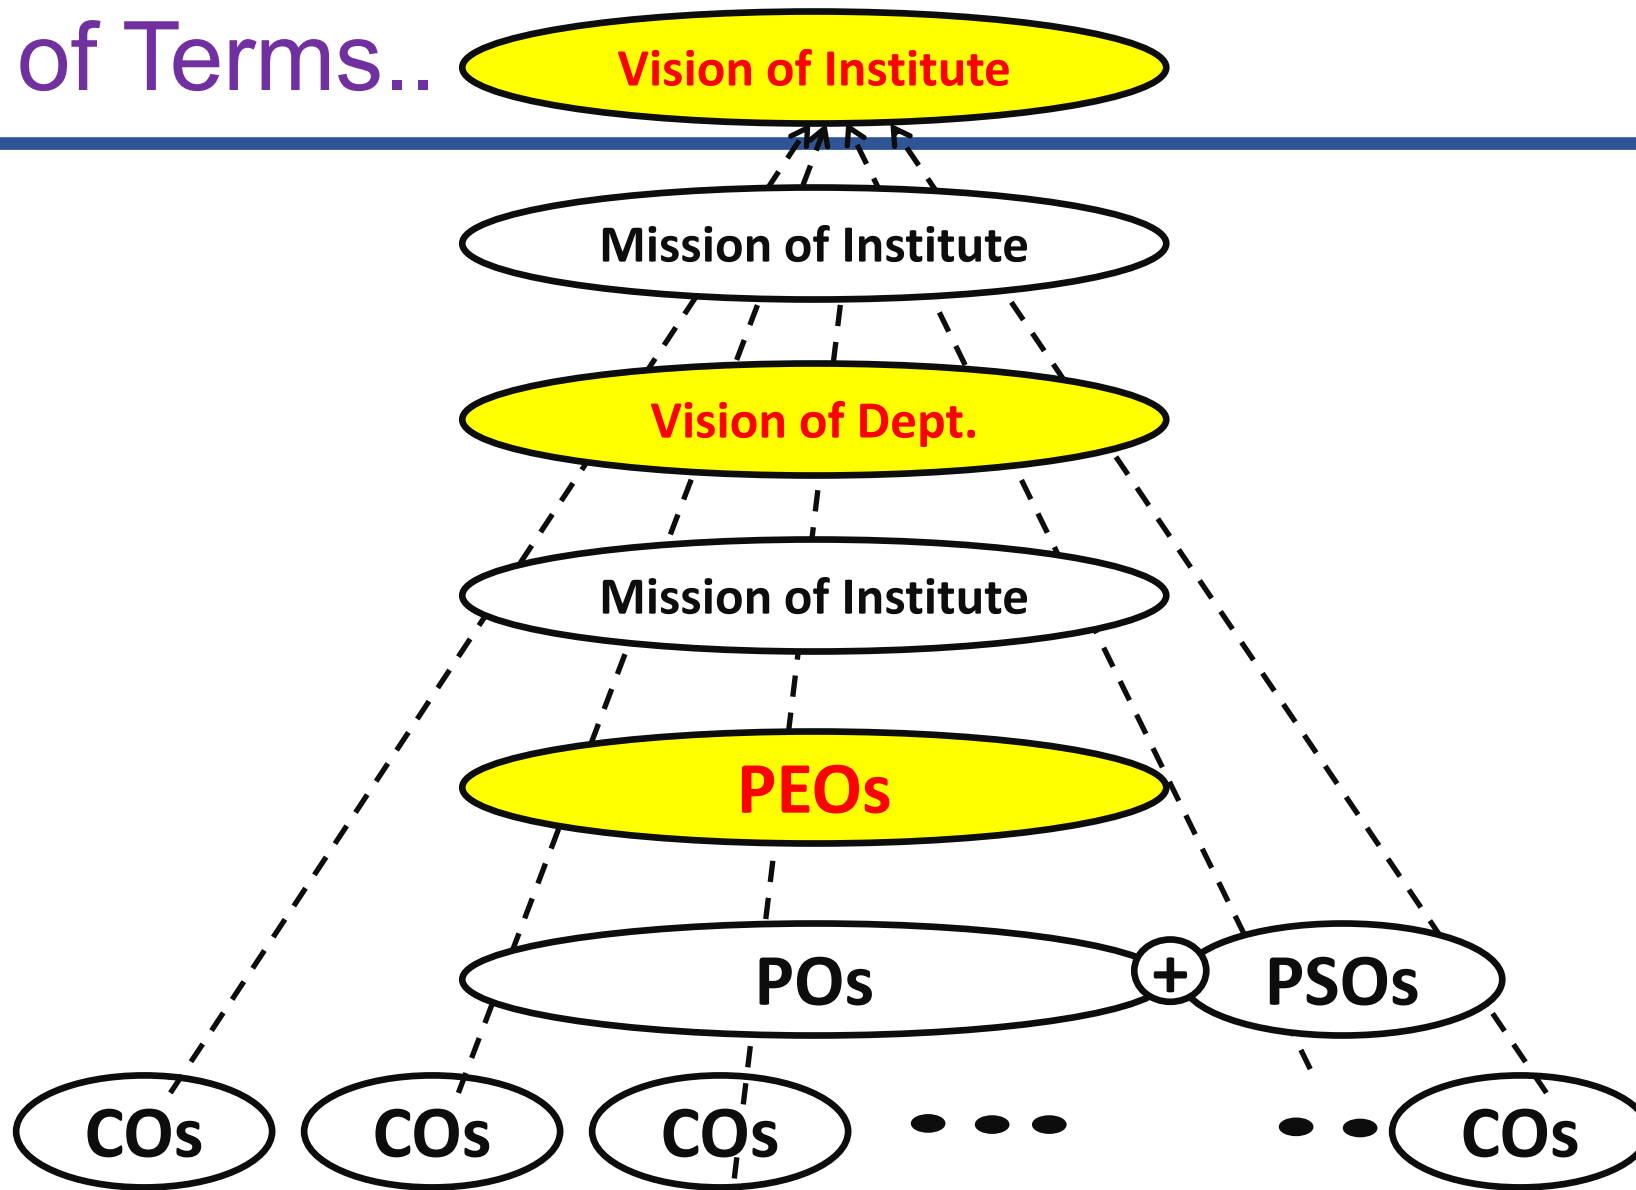 of Terms..
Vision of Institute
Mission of Institute
Vision of Dept.
Mission of Institute
PEOs
POs + PSOs
COs COs COs COs